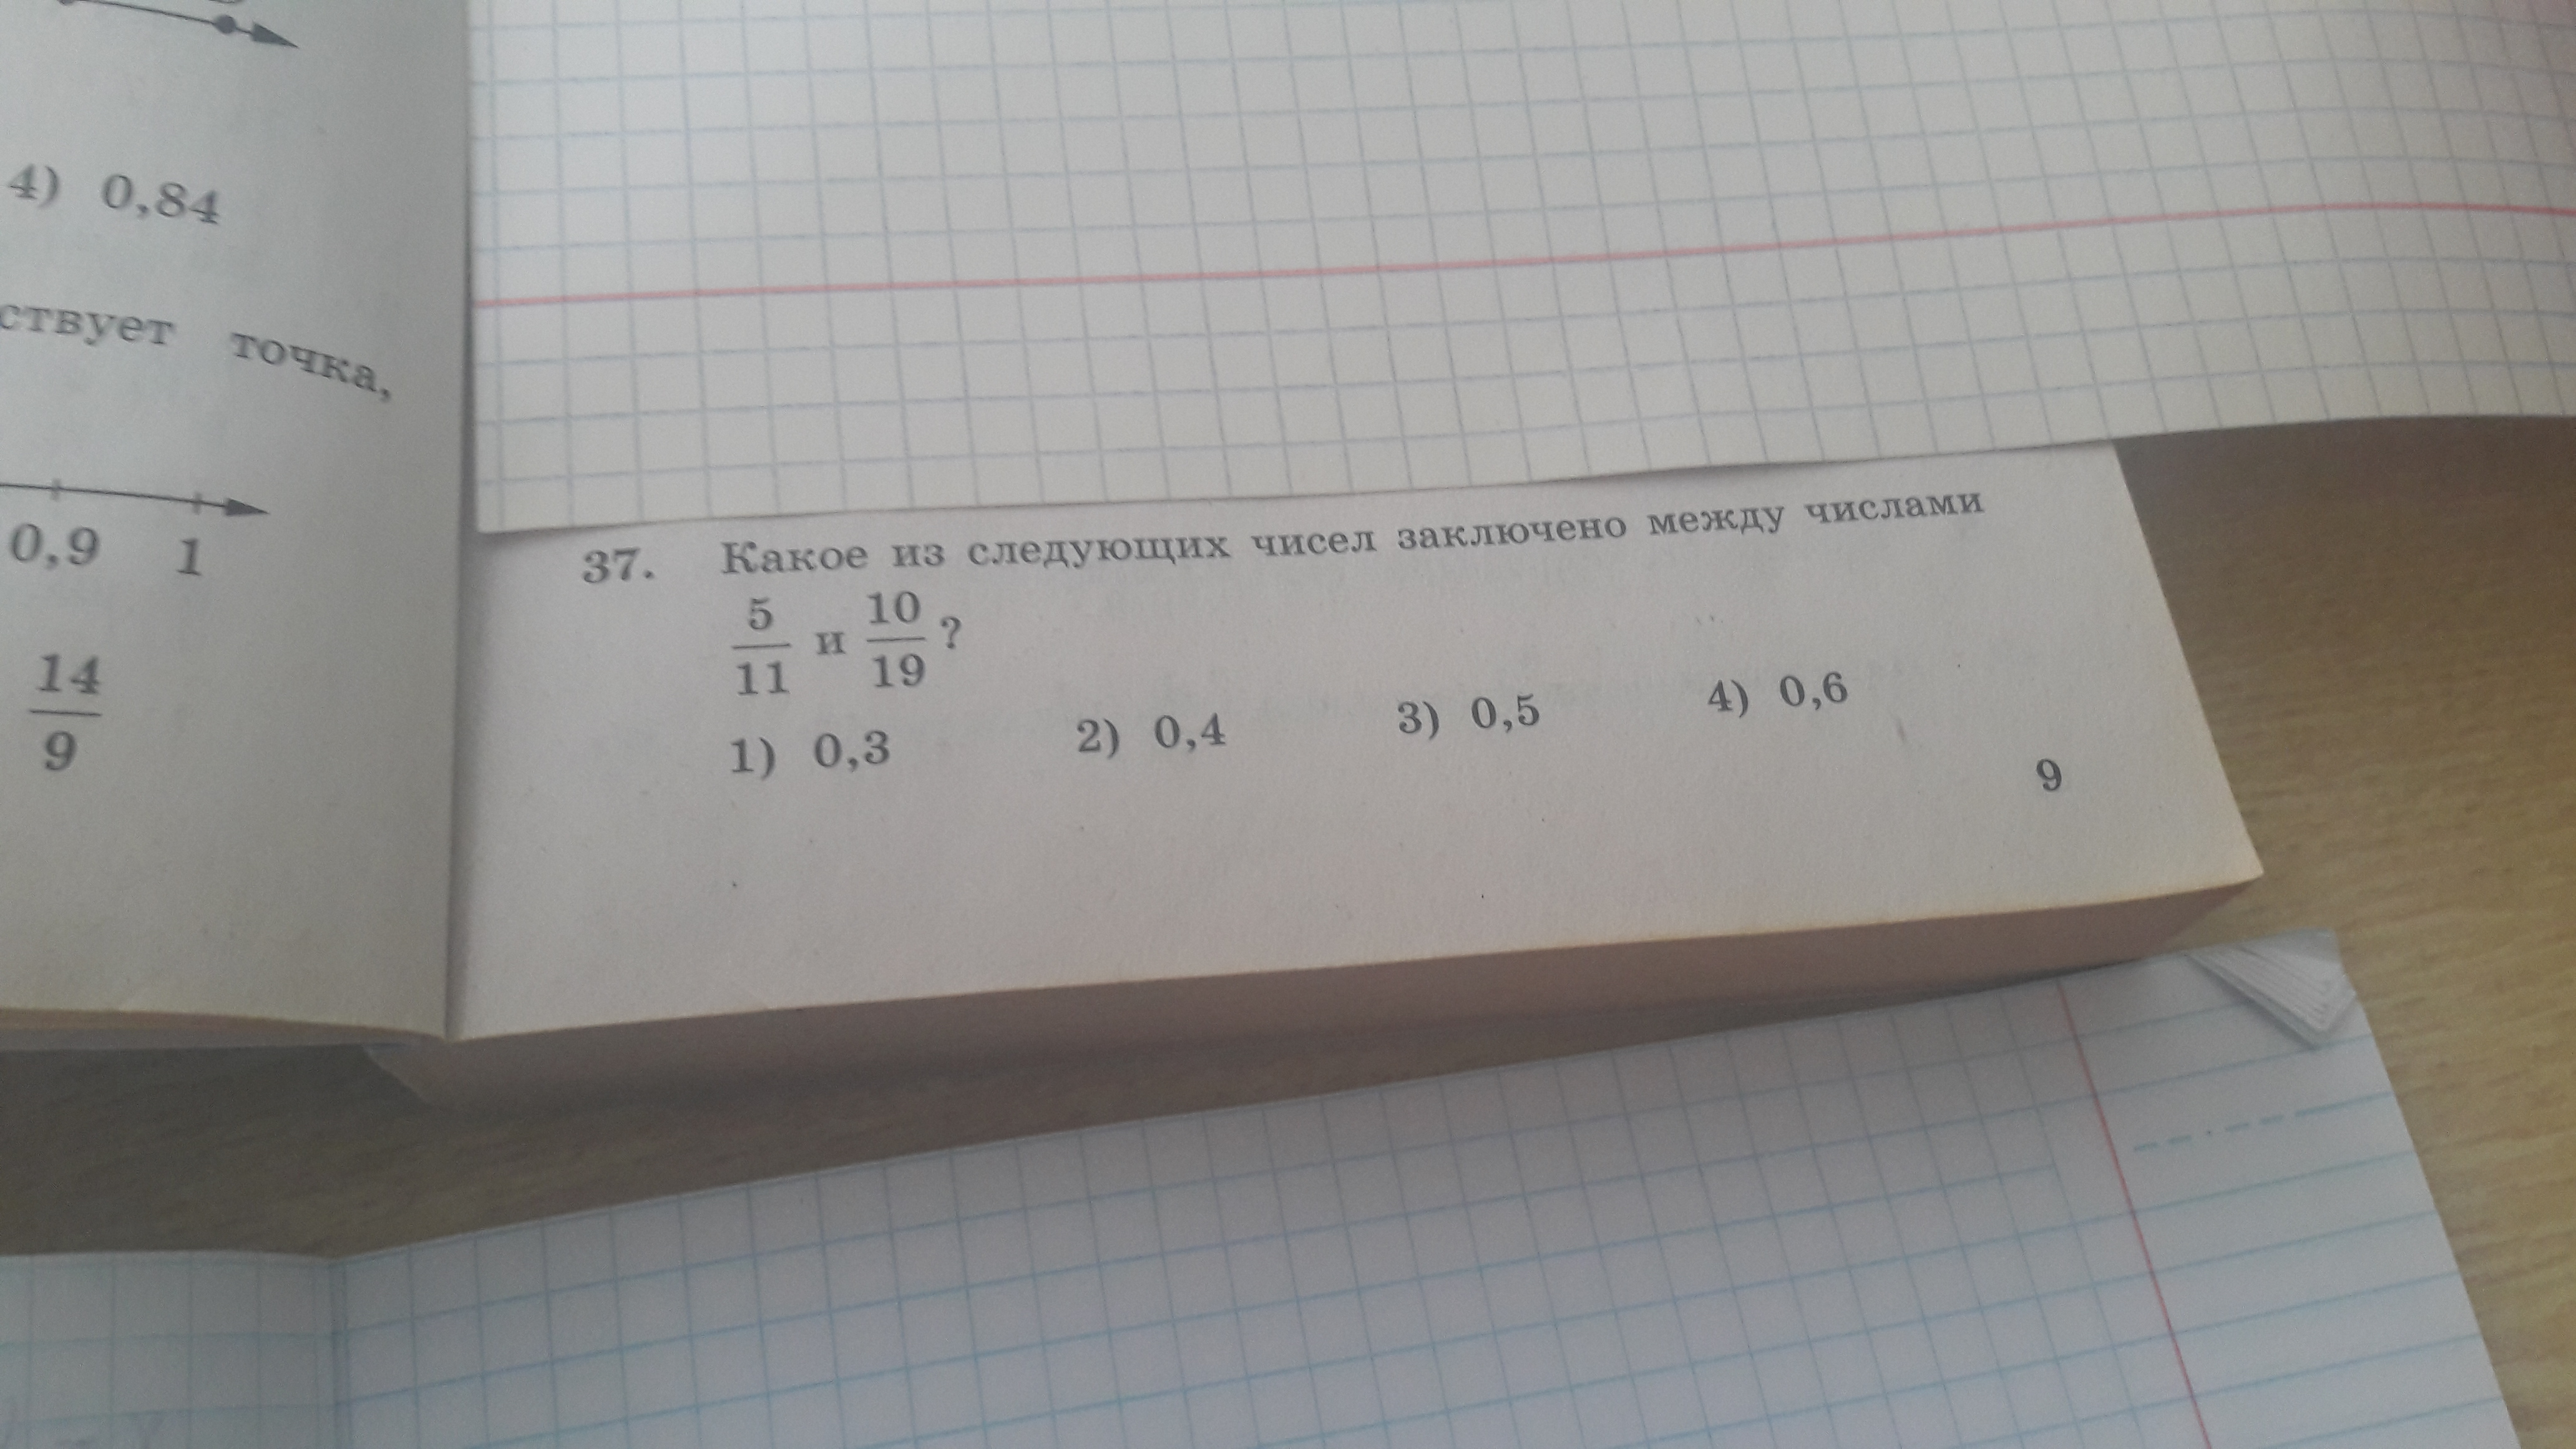 4) 0,84
ствует точка,
0,9 1
14
9
37. Какое из следующих чисел заключено между числами
5/11 и 10/19 ?
1) 0,3 2) 0,4 3) 0,5 4) 0,6
9